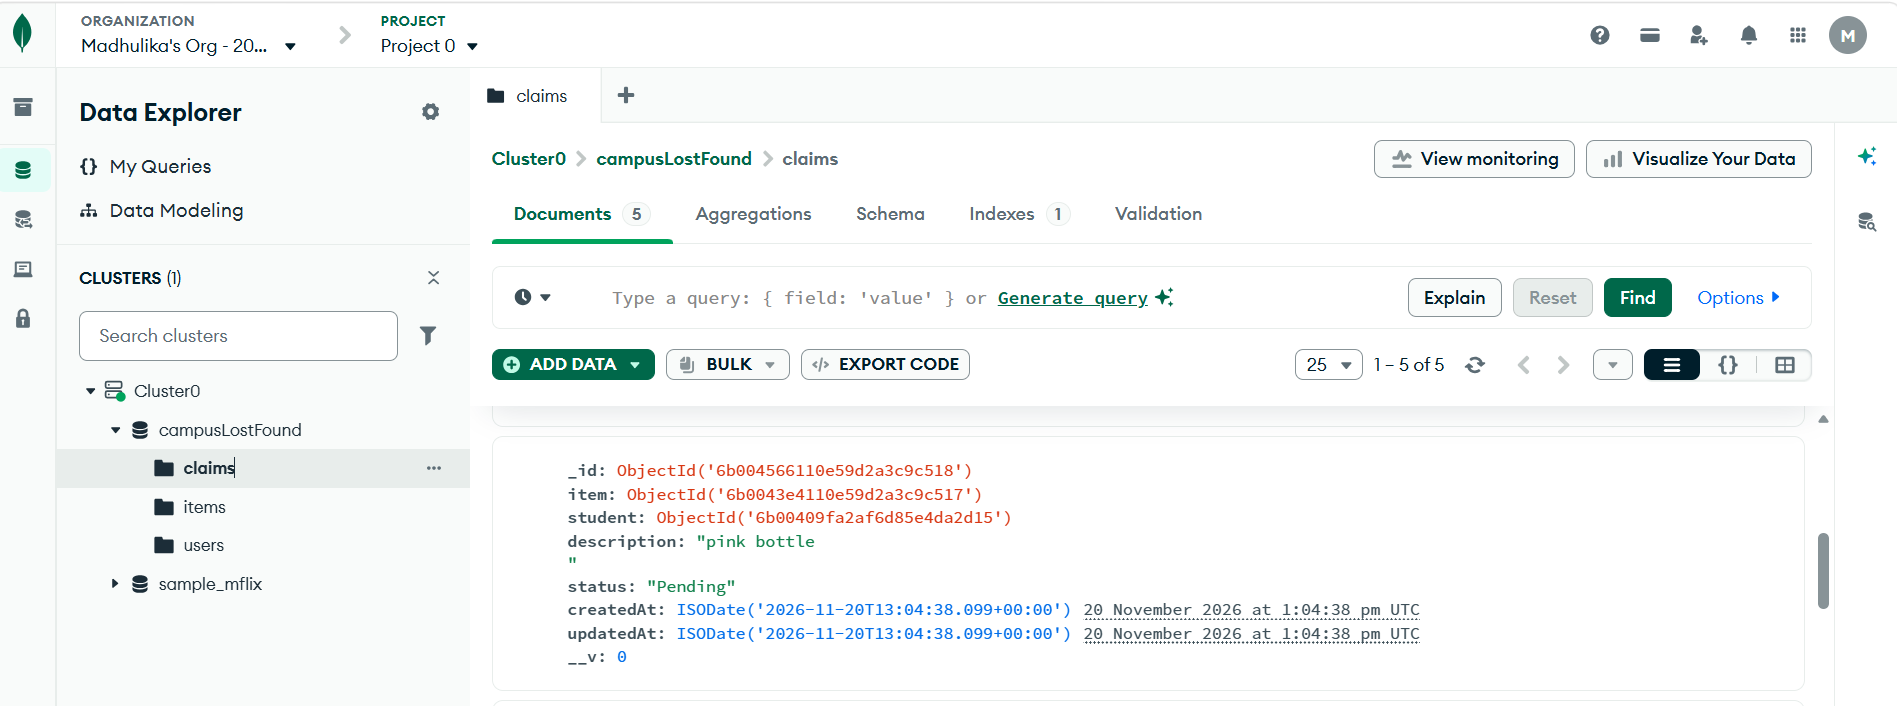 ORGANIZATION
Madhulika's Org - 20...
PROJECT
Project 0
M
Data Explorer
My Queries
Data Modeling
CLUSTERS (1)
Search clusters
Cluster0
campusLostFound
claims
items
users
sample_mflix
claims
Cluster0 > campusLostFound > claims
View monitoring
Visualize Your Data
Documents 5
Aggregations
Schema
Indexes 1
Validation
Type a query: { field: 'value' } or Generate query
Explain
Reset
Find
Options
ADD DATA
BULK
EXPORT CODE
25
1 – 5 of 5
_id: ObjectId('6b004566110e59d2a3c9c518')
item: ObjectId('6b0043e4110e59d2a3c9c517')
student: ObjectId('6b00409fa2af6d85e4da2d15')
description: "pink bottle
"
status: "Pending"
createdAt: ISODate('2026-11-20T13:04:38.099+00:00') 20 November 2026 at 1:04:38 pm UTC
updatedAt: ISODate('2026-11-20T13:04:38.099+00:00') 20 November 2026 at 1:04:38 pm UTC
__v: 0